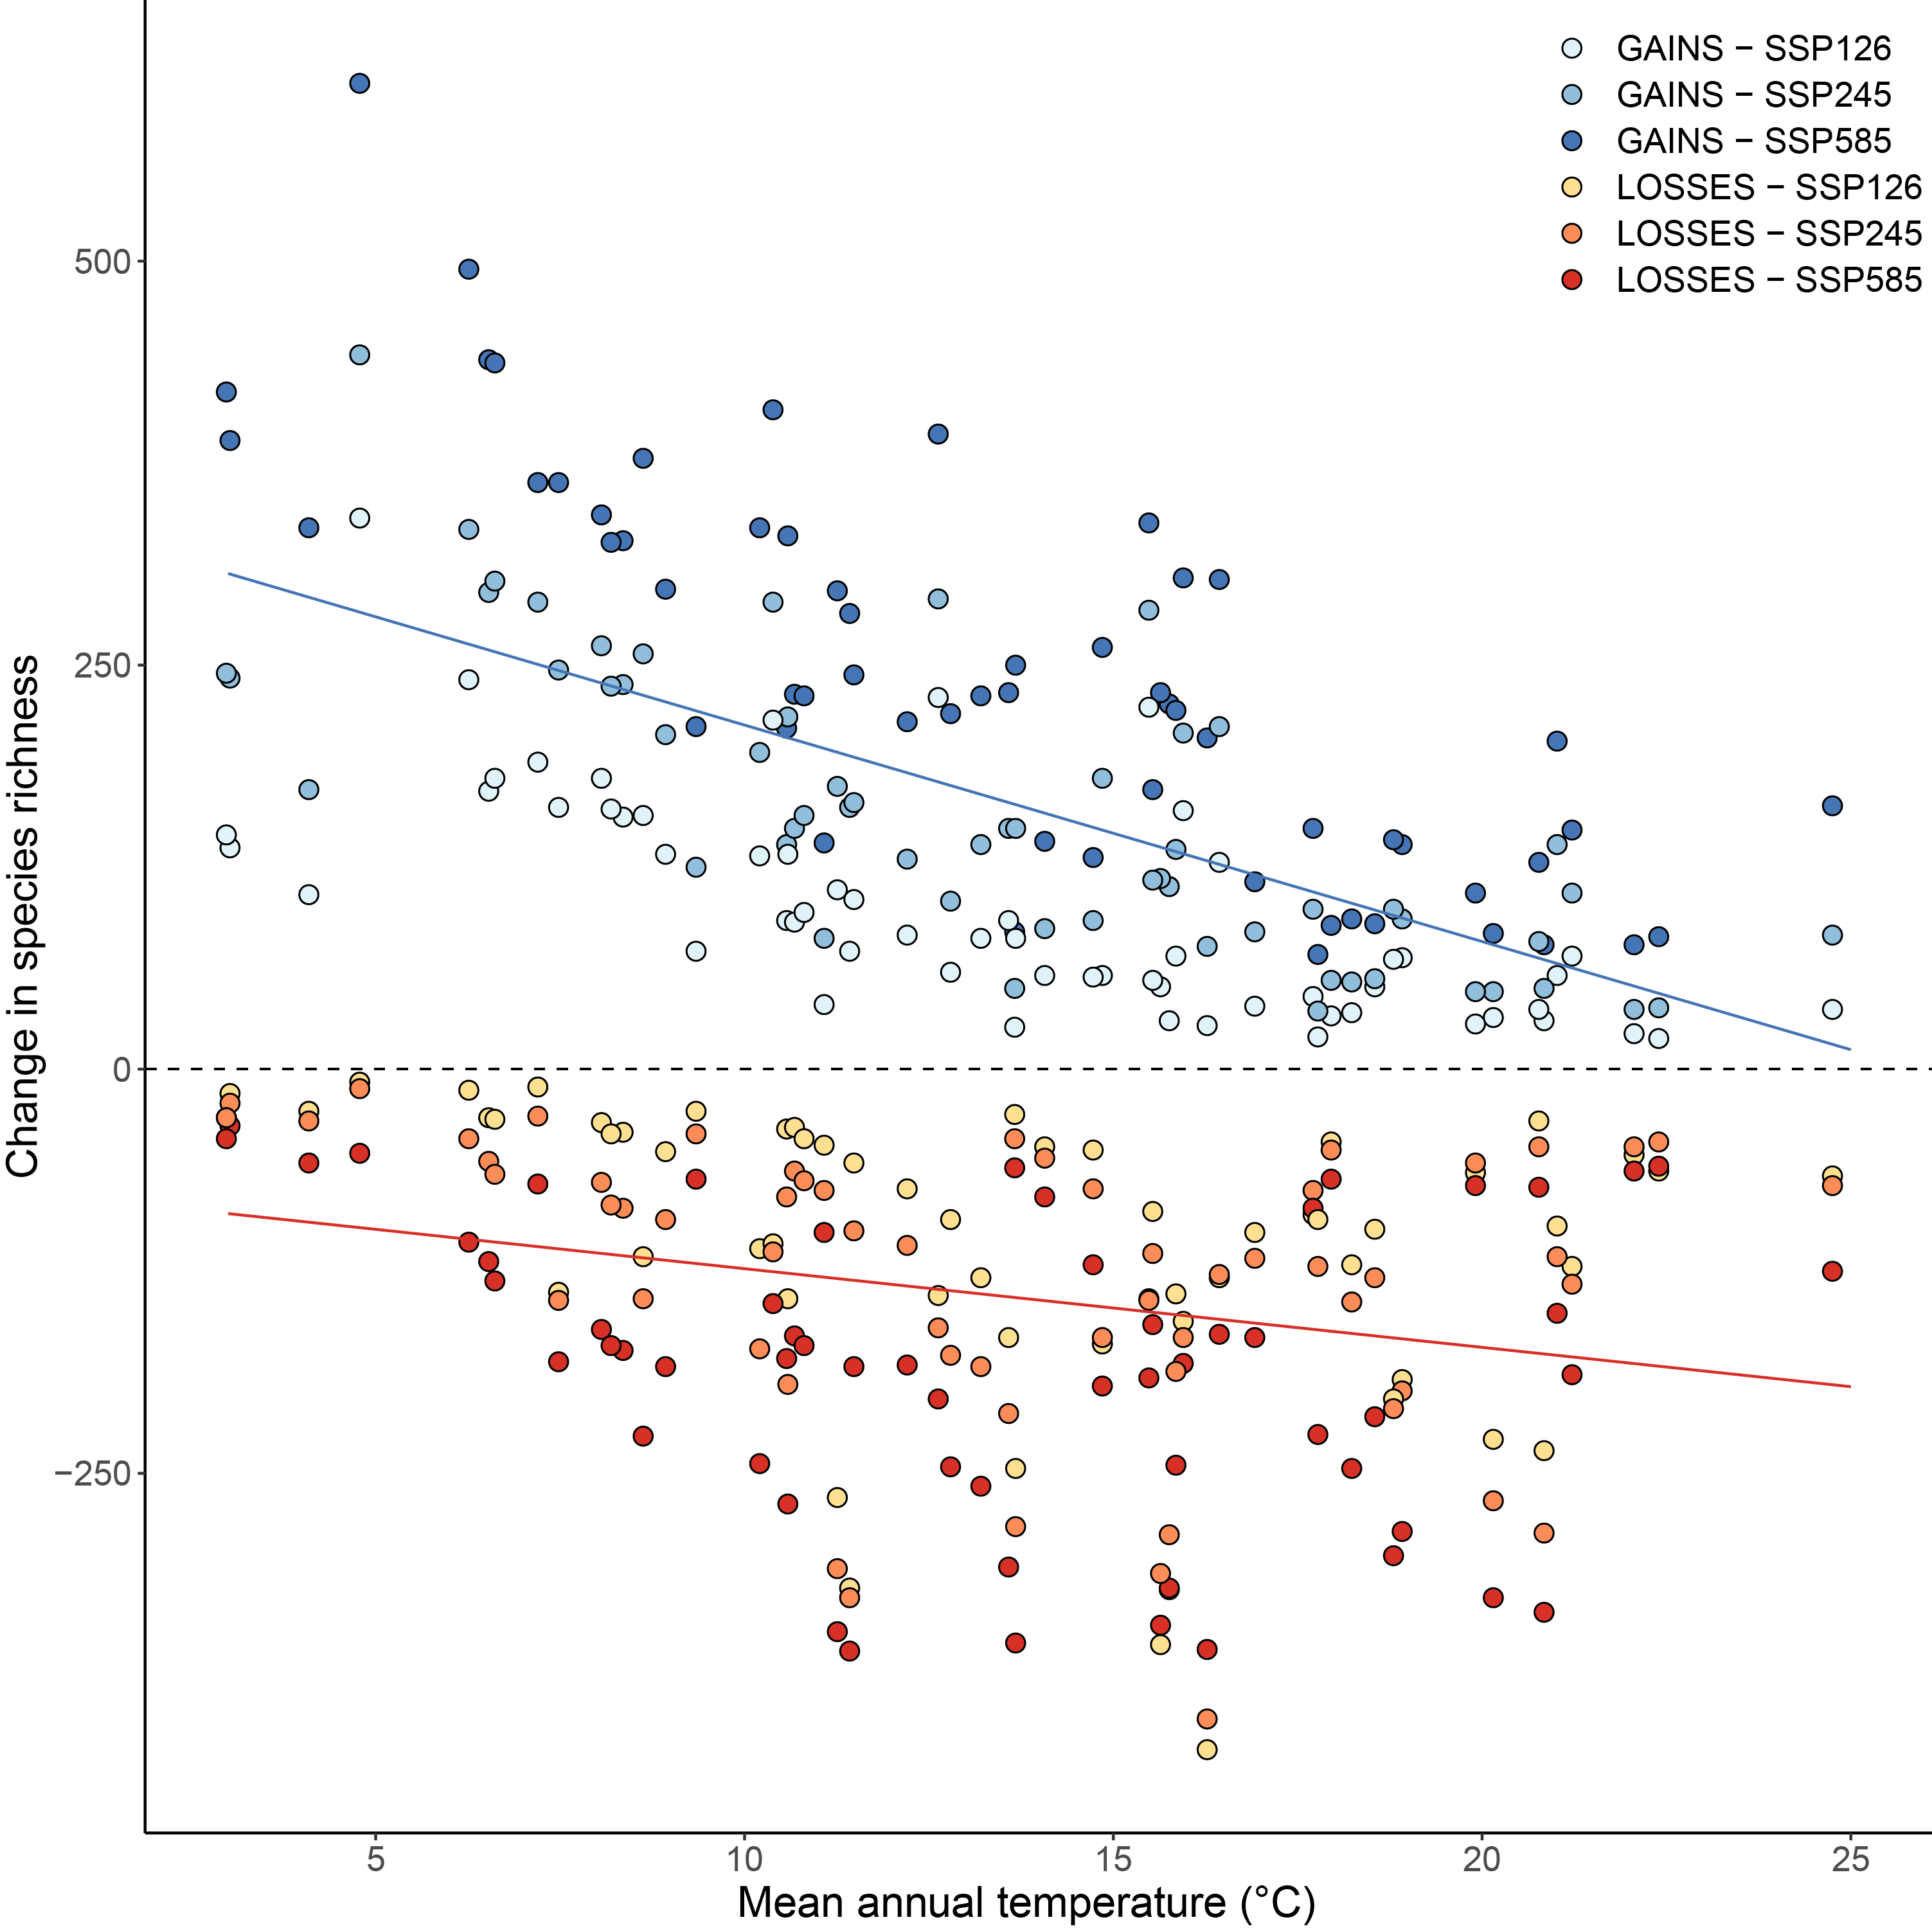 GAINS − SSP126
GAINS − SSP245
GAINS − SSP585
LOSSES − SSP126
LOSSES − SSP245
LOSSES − SSP585
500
250
0
−250
Change in species richness
5 10 15 20 25
Mean annual temperature (°C)